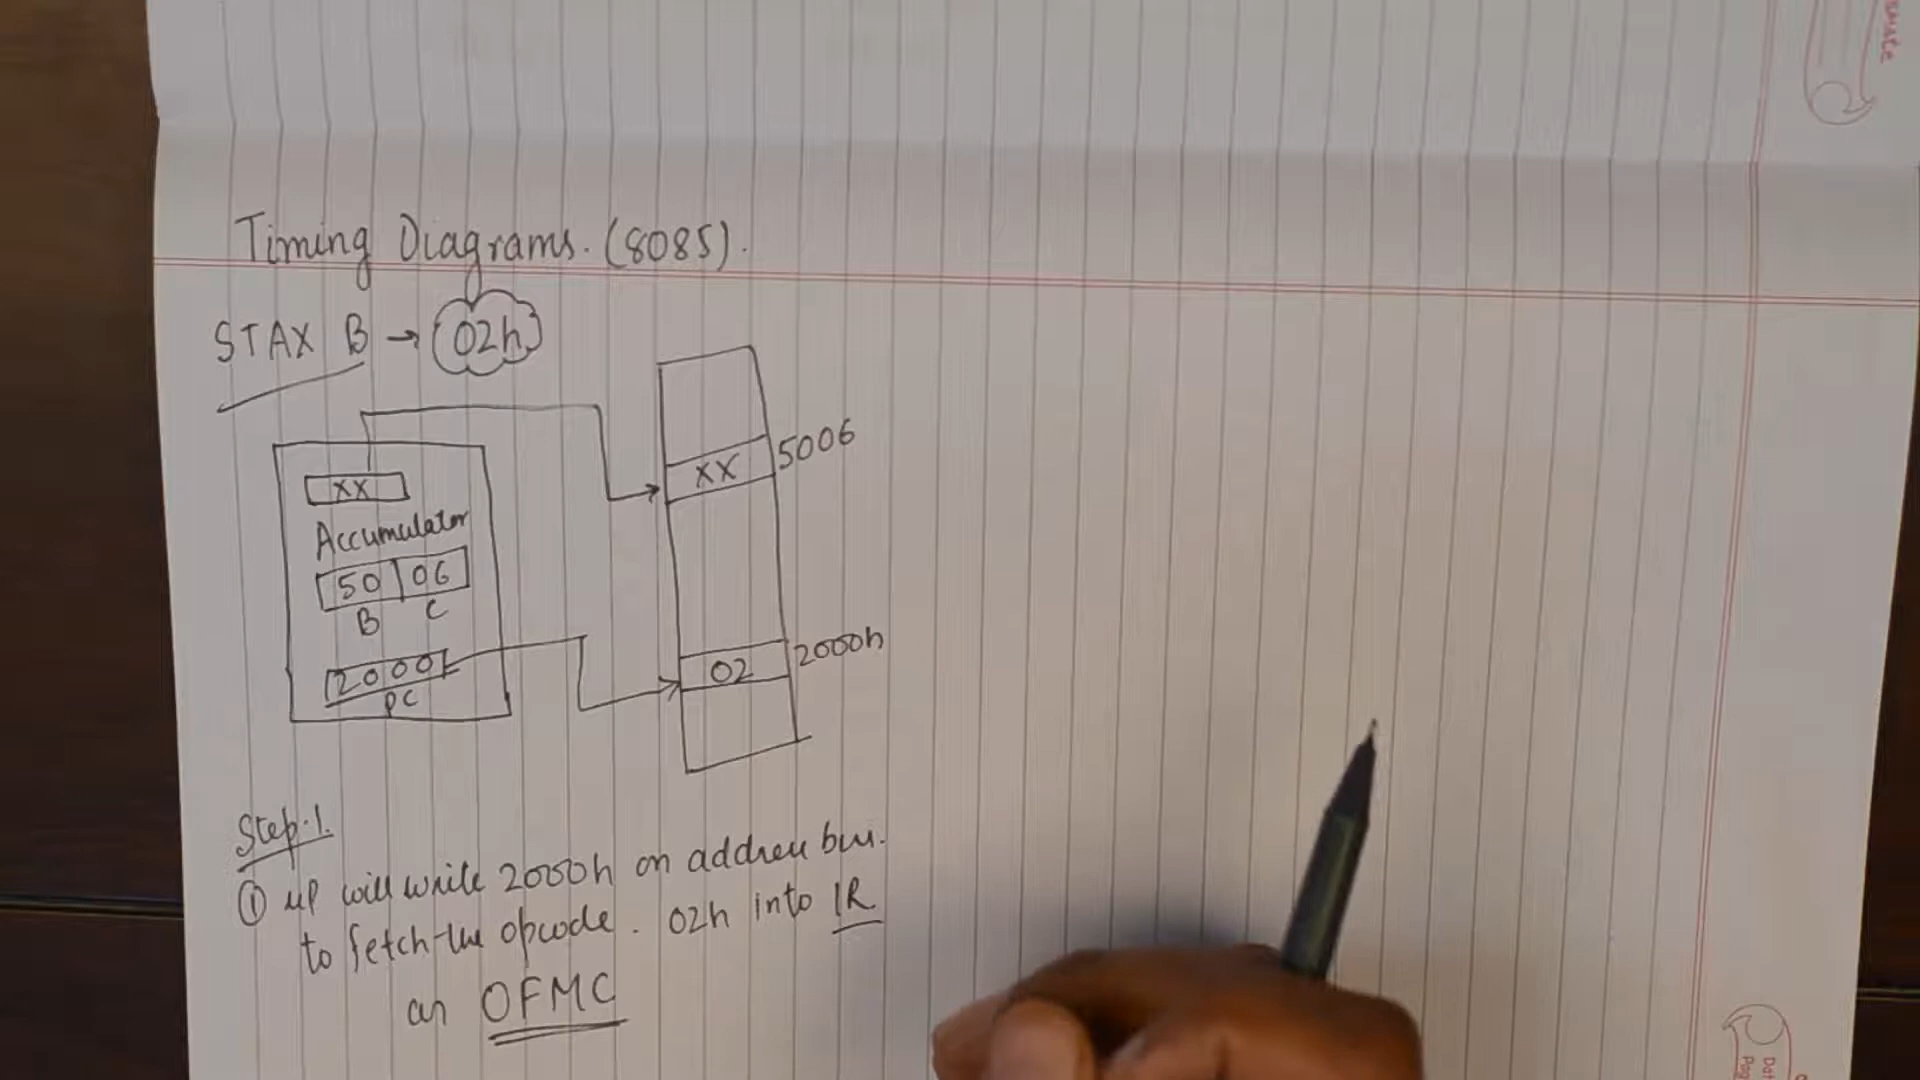 Timing Diagrams. (8085).
STAX B → 02h
XX
Accumulator
50 06
B C
2000
PC
XX 5006
02 2000h
Step.1.
① μP will write 2000h on address bus.
to fetch the opcode. 02h into IR
an OFMC